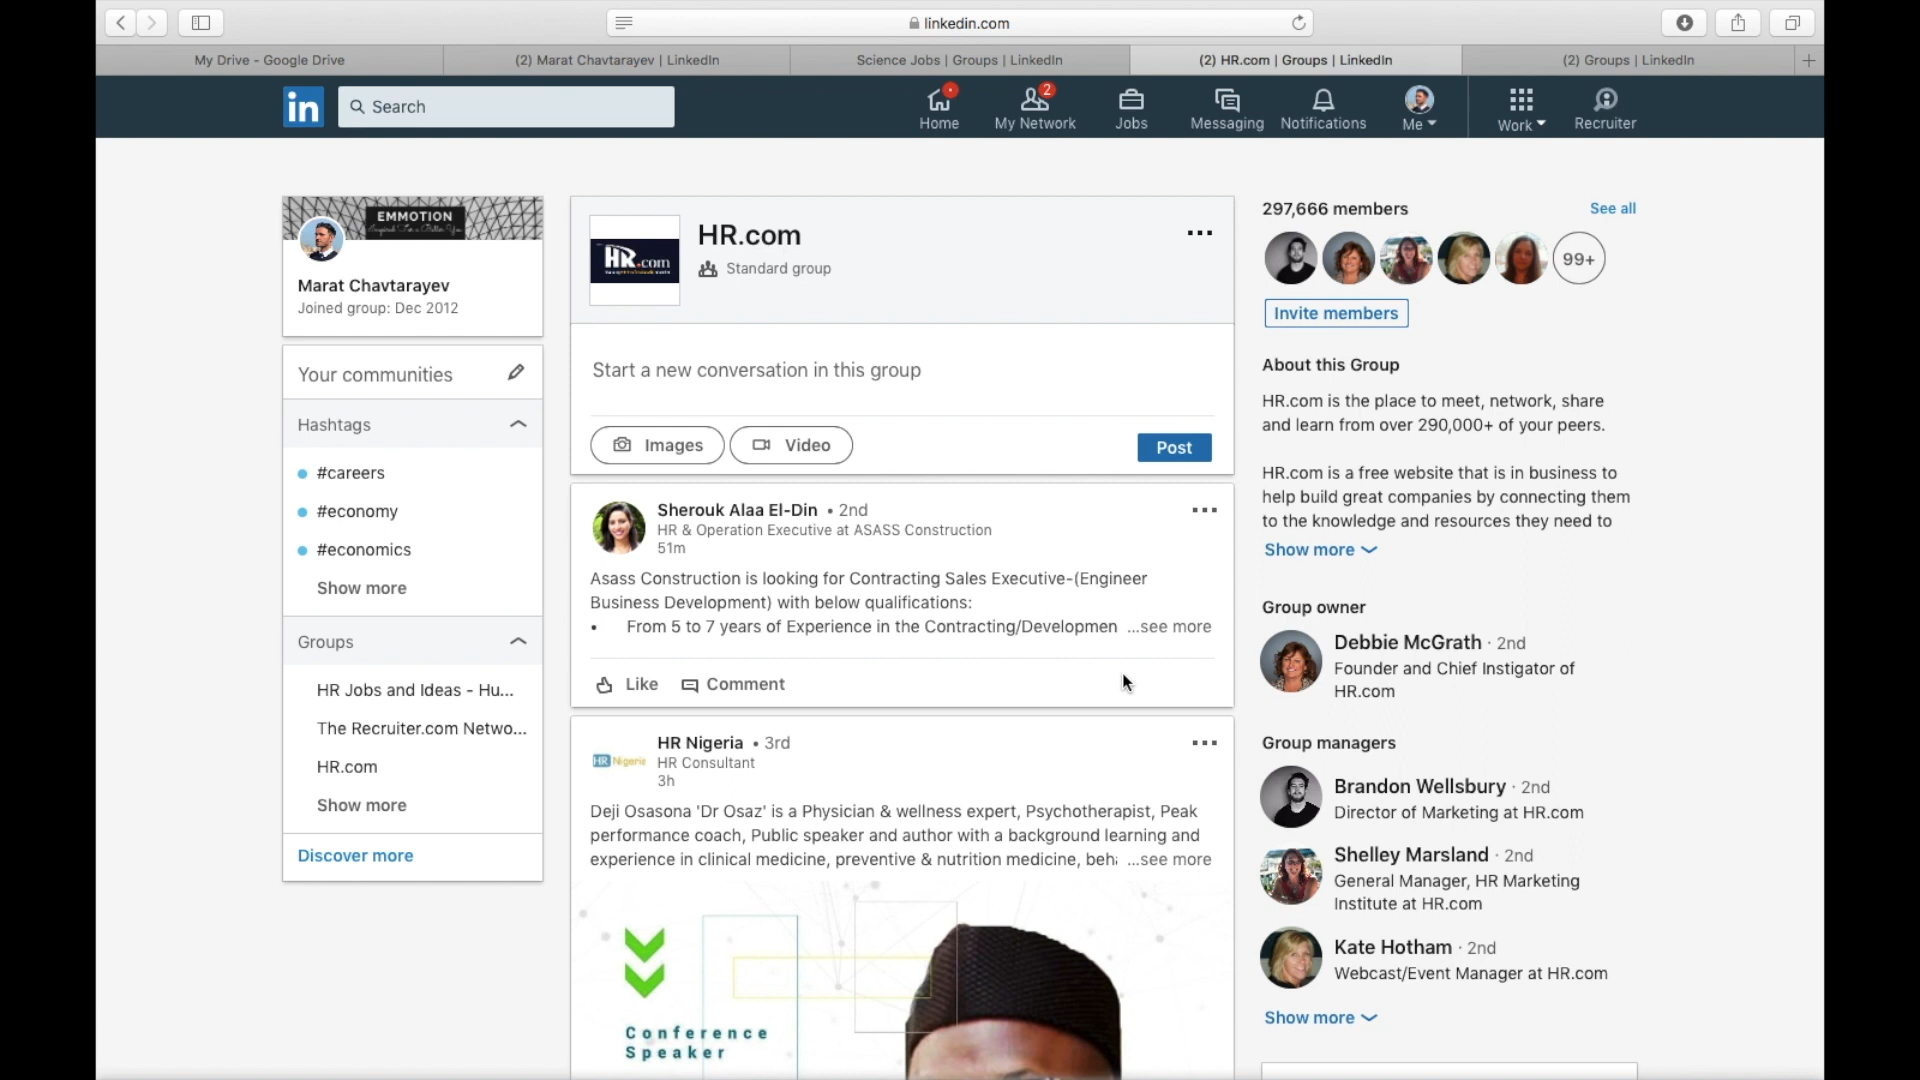 linkedin.com
My Drive - Google Drive
(2) Marat Chavtarayev | LinkedIn
Science Jobs | Groups | LinkedIn
(2) HR.com | Groups | LinkedIn
(2) Groups | LinkedIn
in
Search
Home
2
My Network
Jobs
Messaging
Notifications
Me
Work
Recruiter
EMMOTION
Marat Chavtarayev
Joined group: Dec 2012
Your communities
Hashtags
#careers
#economy
#economics
Show more
Groups
HR Jobs and Ideas - Hu...
The Recruiter.com Netwo...
HR.com
Show more
Discover more
HR.com
HR.com
Standard group
Start a new conversation in this group
Images
Video
Post
Sherouk Alaa El-Din • 2nd
HR & Operation Executive at ASASS Construction
51m
Asass Construction is looking for Contracting Sales Executive-(Engineer
Business Development) with below qualifications:
• From 5 to 7 years of Experience in the Contracting/Developmen ...see more
Like
Comment
HR Nigeria
HR Nigeria • 3rd
HR Consultant
3h
Deji Osasona 'Dr Osaz' is a Physician & wellness expert, Psychotherapist, Peak
performance coach, Public speaker and author with a background learning and
experience in clinical medicine, preventive & nutrition medicine, beha ...see more
Conference
Speaker
297,666 members
See all
99+
Invite members
About this Group
HR.com is the place to meet, network, share
and learn from over 290,000+ of your peers.
HR.com is a free website that is in business to
help build great companies by connecting them
to the knowledge and resources they need to
Show more
Group owner
Debbie McGrath · 2nd
Founder and Chief Instigator of
HR.com
Group managers
Brandon Wellsbury · 2nd
Director of Marketing at HR.com
Shelley Marsland · 2nd
General Manager, HR Marketing
Institute at HR.com
Kate Hotham · 2nd
Webcast/Event Manager at HR.com
Show more